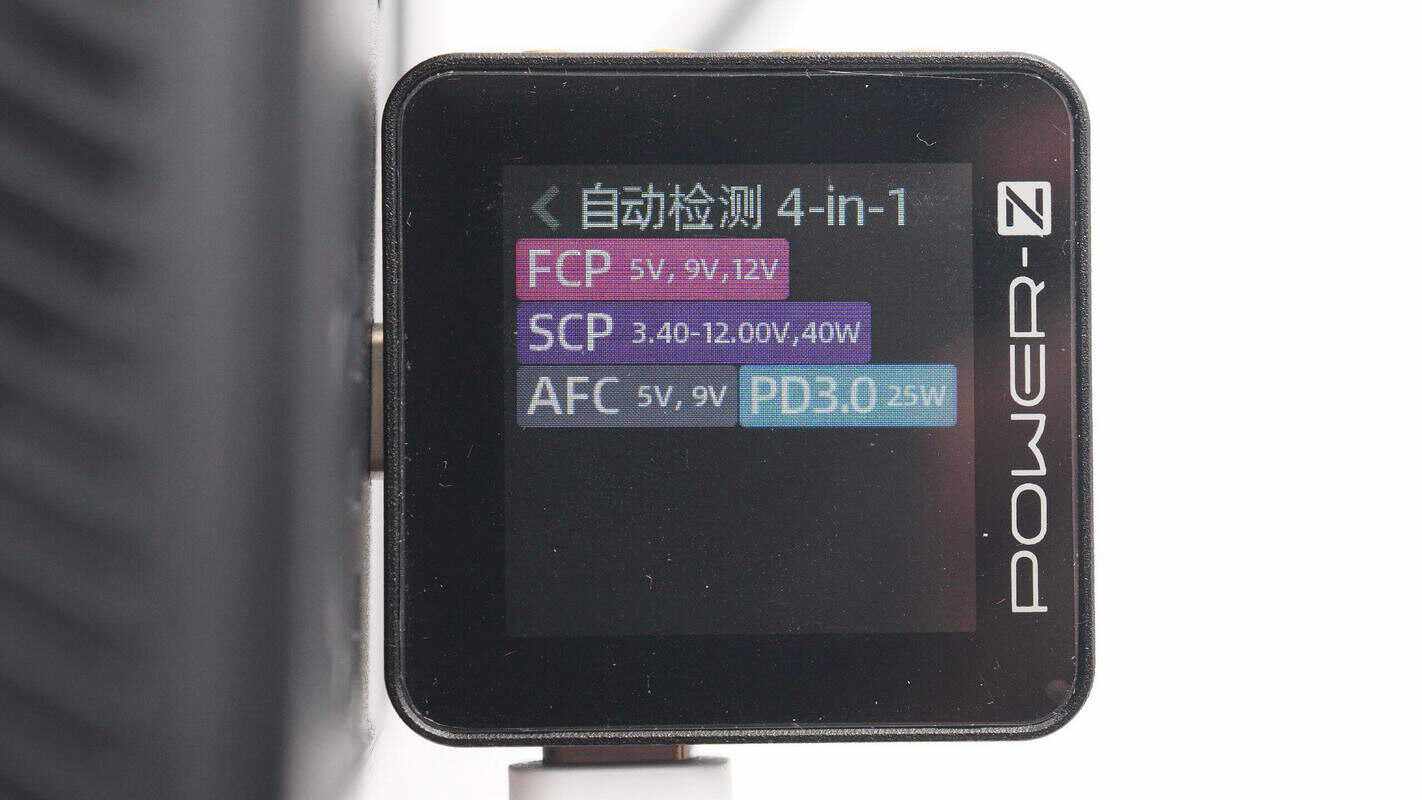 自动检测 4-in-1
FCP 5V, 9V,12V
SCP 3.40-12.00V,40W
AFC 5V, 9V PD3.0 25W
POWER-Z